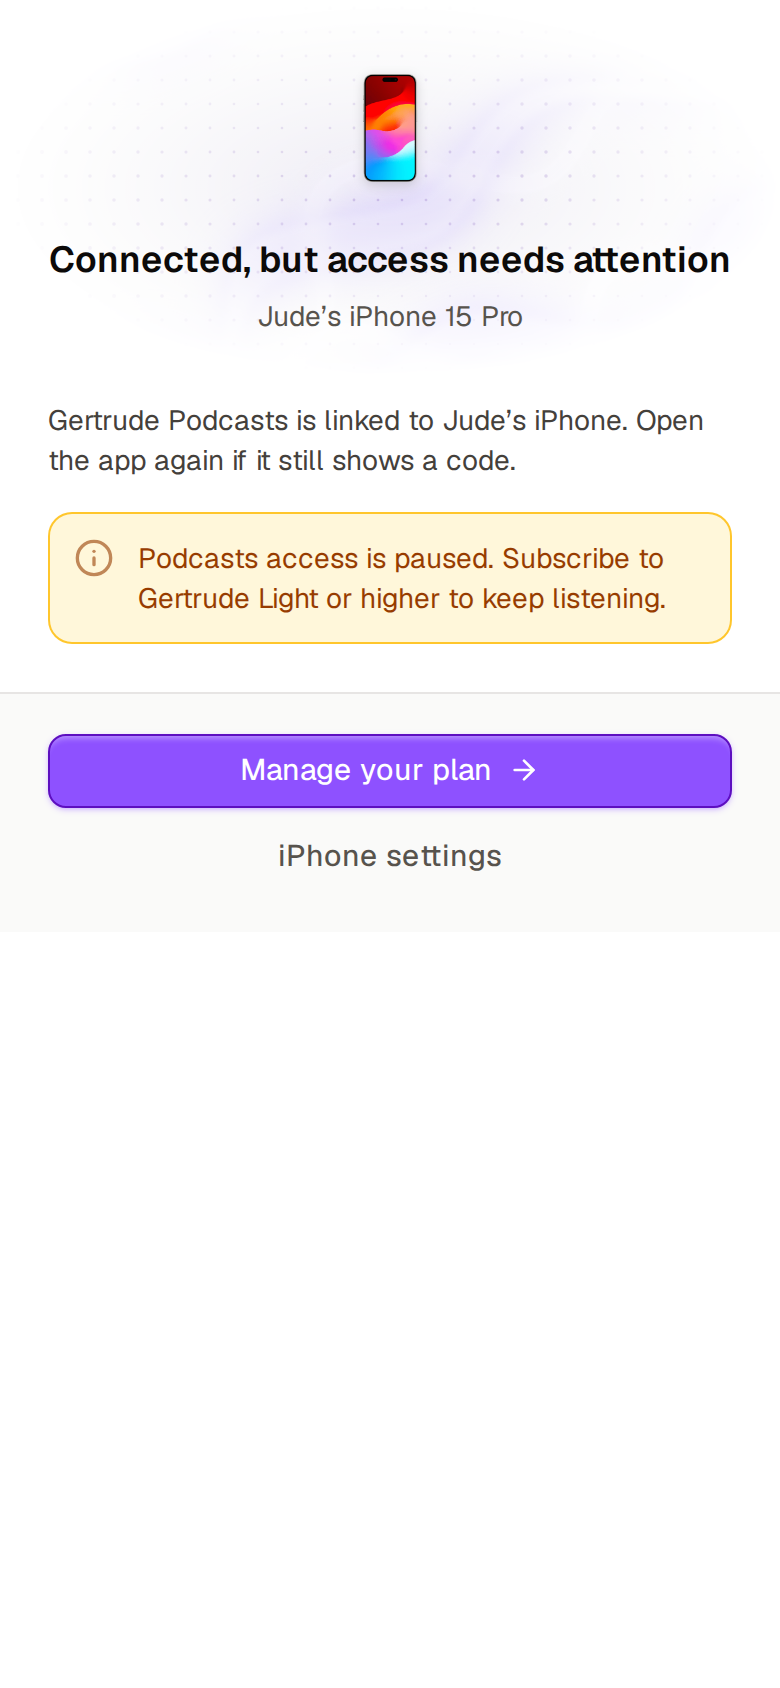 Connected, but access needs attention
Jude’s iPhone 15 Pro
Gertrude Podcasts is linked to Jude’s iPhone. Open
the app again if it still shows a code.
Podcasts access is paused. Subscribe to
Gertrude Light or higher to keep listening.
Manage your plan →
iPhone settings